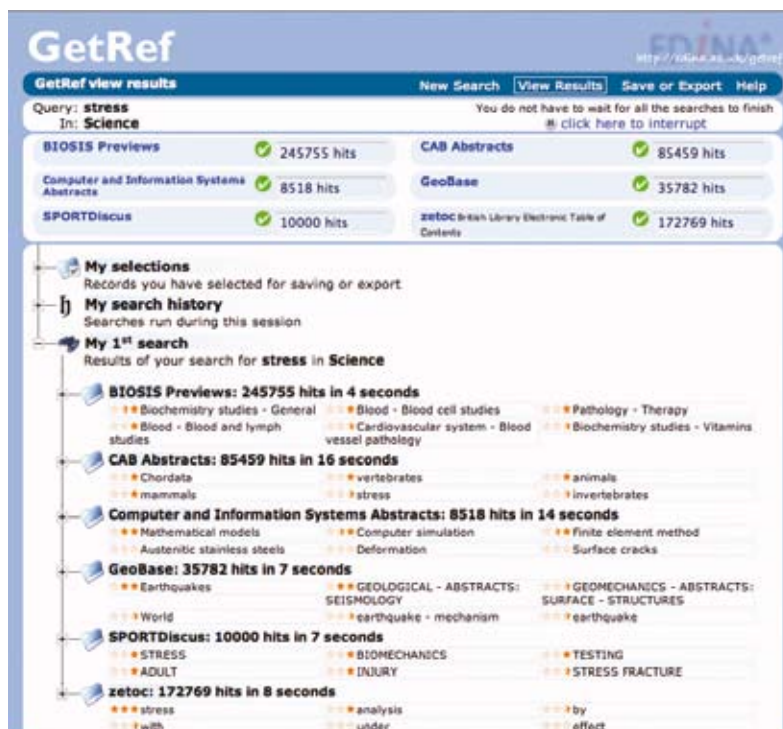 GetRef
EDINA
GetRef view results New Search View Results Save or Export Help
Query: stress You do not have to wait for all the searches to finish
In: Science click here to interrupt
BIOSIS Previews 245755 hits CAB Abstracts 85459 hits
Computer and Information Systems Abstracts 8518 hits GeoBase 35782 hits
SPORTDiscus 10000 hits zetoc British Library Electronic Table of Contents 172769 hits
My selections
Records you have selected for saving or export
My search history
Searches run during this session
My 1st search
Results of your search for stress in Science
BIOSIS Previews: 245755 hits in 4 seconds
Biochemistry studies - General Blood - Blood cell studies Pathology - Therapy
Blood - Blood and lymph studies Cardiovascular system - Blood vessel pathology Biochemistry studies - Vitamins
CAB Abstracts: 85459 hits in 16 seconds
Chordata vertebrates animals
mammals stress invertebrates
Computer and Information Systems Abstracts: 8518 hits in 14 seconds
Mathematical models Computer simulation Finite element method
Austenitic stainless steels Deformation Surface cracks
GeoBase: 35782 hits in 7 seconds
Earthquakes GEOLOGICAL - ABSTRACTS: SEISMOLOGY GEOMECHANICS - ABSTRACTS: SURFACE - STRUCTURES
World earthquake - mechanism earthquake
SPORTDiscus: 10000 hits in 7 seconds
STRESS BIOMECHANICS TESTING
ADULT INJURY STRESS FRACTURE
zetoc: 172769 hits in 8 seconds
stress analysis by
with under effect